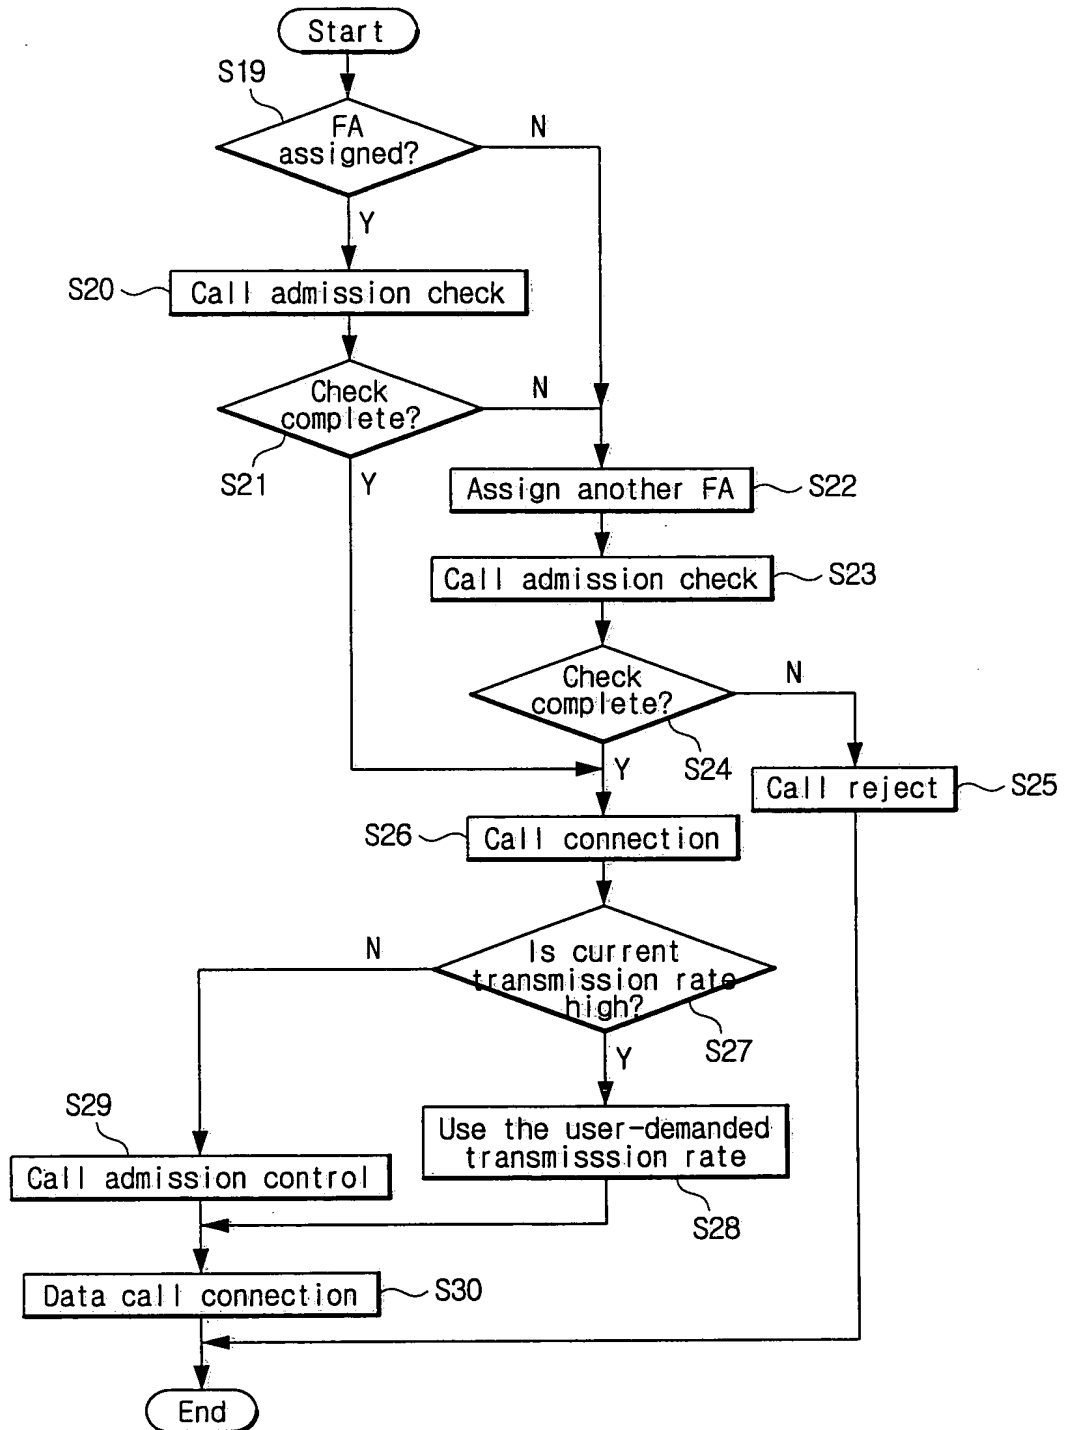 Start
S19
FA
assigned?
N
Y
S20
Call admission check
Check
complete?
N
S21
Y
Assign another FA
S22
Call admission check
S23
Check
complete?
N
S24
Y
Call reject
S25
S26
Call connection
Is current
transmission rate
high?
N
S27
Y
S29
Call admission control
Use the user-demanded
transmisssion rate
S28
Data call connection
S30
End